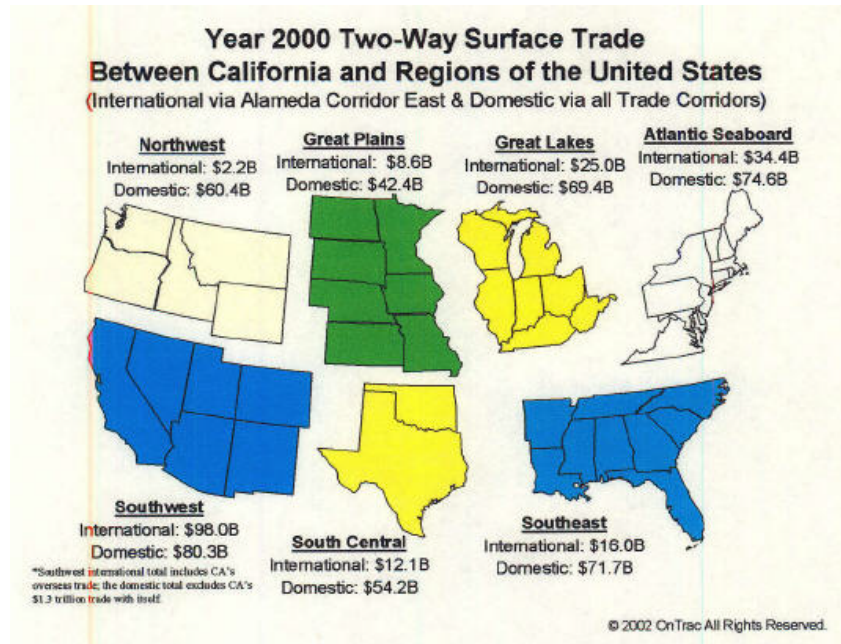 Year 2000 Two-Way Surface Trade
Between California and Regions of the United States
(International via Alameda Corridor East & Domestic via all Trade Corridors)
Northwest
International: $2.2B
Domestic: $60.4B
Great Plains
International: $8.6B
Domestic: $42.4B
Great Lakes
International: $25.0B
Domestic: $69.4B
Atlantic Seaboard
International: $34.4B
Domestic: $74.6B
Southwest
International: $98.0B
Domestic: $80.3B
*Southwest international total includes CA's
overseas trade; the domestic total excludes CA's
$1.3 trillion trade with itself.
South Central
International: $12.1B
Domestic: $54.2B
Southeast
International: $16.0B
Domestic: $71.7B
© 2002 OnTrac All Rights Reserved.